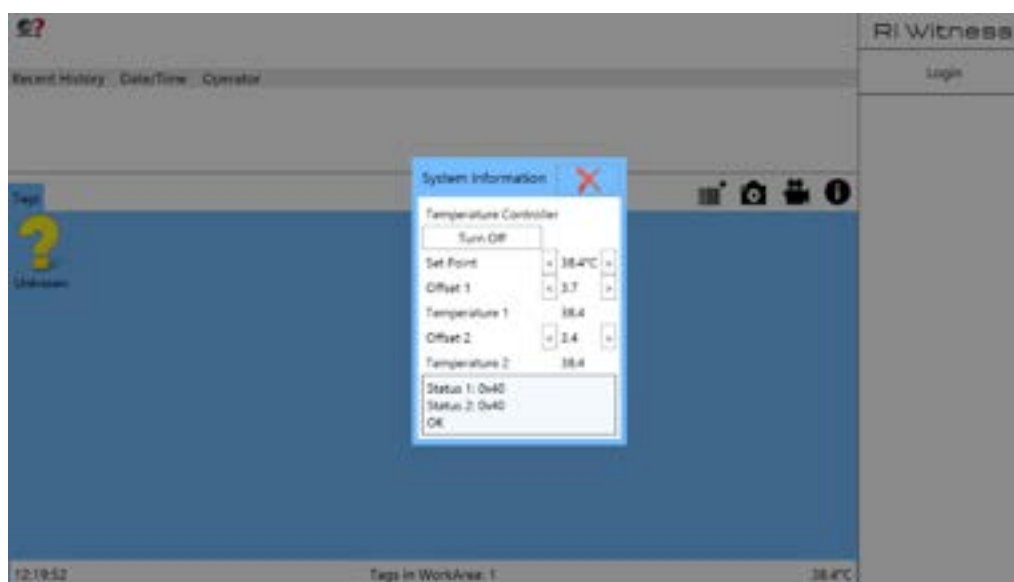 RI Witness
Login
Recent History Date/Time Operator
Tags
Unknown
System Information
Temperature Controller
Turn Off
Set Point < 38.4°C >
Offset 1 < 3.7 >
Temperature 1 38.4
Offset 2 < 3.4 >
Temperature 2 38.4
Status 1: 0x40
Status 2: 0x40
OK
12:19:52 Tags in WorkArea: 1 38.4°C